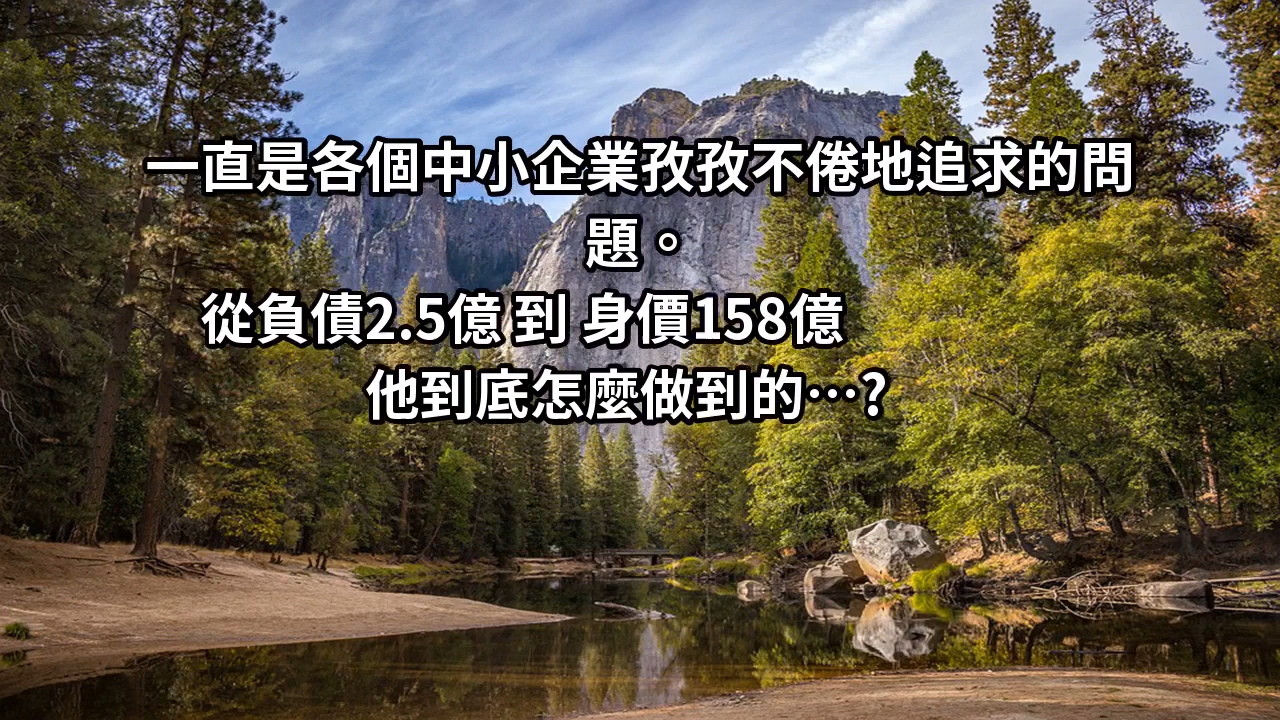 一直是各個中小企業孜孜不倦地追求的問
題。
從負債2.5億 到 身價158億
他到底怎麼做到的…?